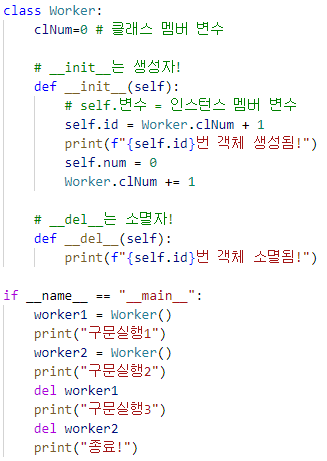 class Worker:
    clNum=0 # 클래스 멤버 변수

    # __init__는 생성자!
    def __init__(self):
        # self.변수 = 인스턴스 멤버 변수
        self.id = Worker.clNum + 1
        print(f"{self.id}번 객체 생성됨!")
        self.num = 0
        Worker.clNum += 1

    # __del__는 소멸자!
    def __del__(self):
        print(f"{self.id}번 객체 소멸됨!")

if __name__ == "__main__":
    worker1 = Worker()
    print("구문실행1")
    worker2 = Worker()
    print("구문실행2")
    del worker1
    print("구문실행3")
    del worker2
    print("종료!")